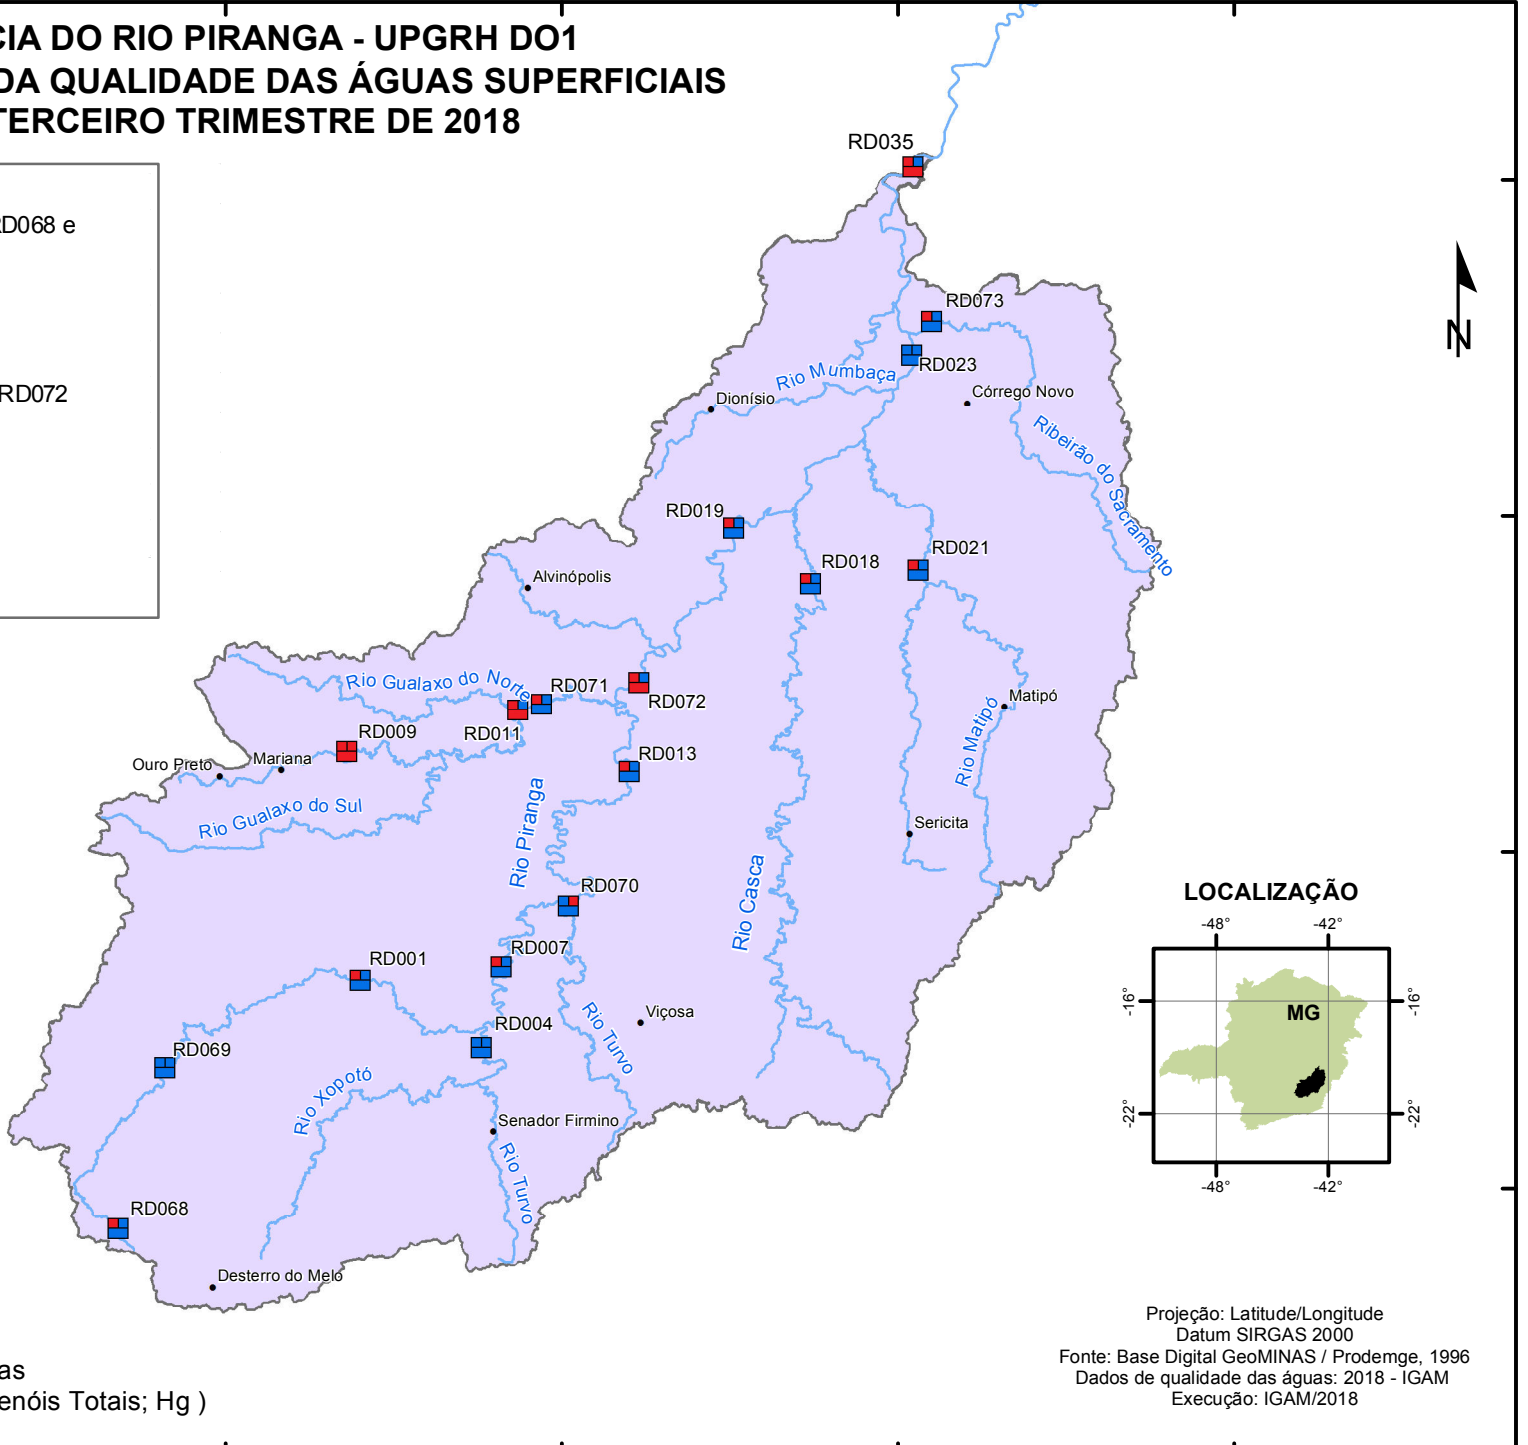 CIA DO RIO PIRANGA - UPGRH DO1
DA QUALIDADE DAS ÁGUAS SUPERFICIAIS
TERCEIRO TRIMESTRE DE 2018
RD068 e
RD072
RD035
RD073
RD023
Rio Mumbaça
Dionísio
Córrego Novo
Ribeirão do Sacramento
RD019
RD018
RD021
Alvinópolis
Rio Gualaxo do Norte
RD071
RD072
RD011
RD009
RD013
Matipó
Rio Matipó
Ouro Preto
Mariana
Rio Gualaxo do Sul
Rio Piranga
Sericita
Rio Casca
RD070
RD007
RD001
RD004
Viçosa
Rio Turvo
RD069
Rio Xopotó
Senador Firmino
Rio Turvo
RD068
Desterro do Melo
N
LOCALIZAÇÃO
-48° -42°
-16° -16°
MG
-22° -22°
-48° -42°
Projeção: Latitude/Longitude
Datum SIRGAS 2000
Fonte: Base Digital GeoMINAS / Prodemge, 1996
Dados de qualidade das águas: 2018 - IGAM
Execução: IGAM/2018
as
enóis Totais; Hg )